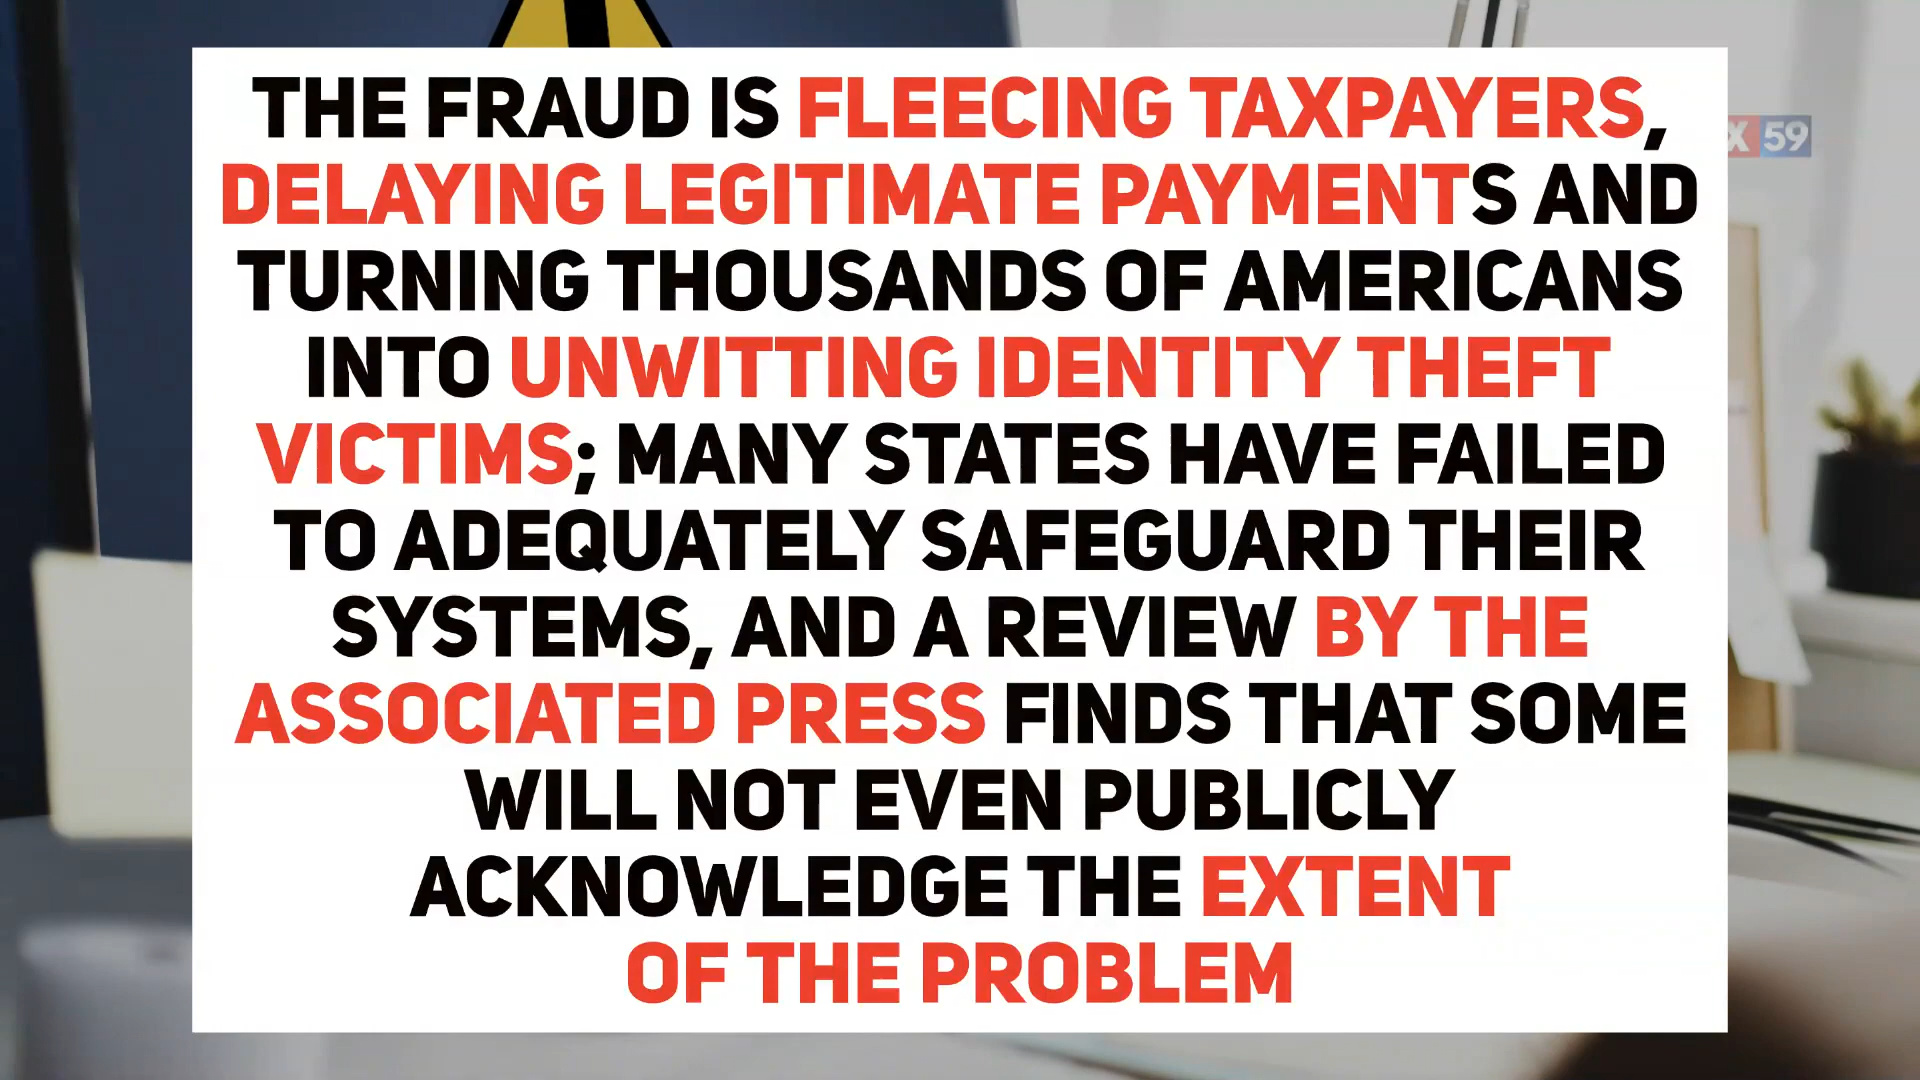 THE FRAUD IS FLEECING TAXPAYERS,
DELAYING LEGITIMATE PAYMENTS AND
TURNING THOUSANDS OF AMERICANS
INTO UNWITTING IDENTITY THEFT
VICTIMS; MANY STATES HAVE FAILED
TO ADEQUATELY SAFEGUARD THEIR
SYSTEMS, AND A REVIEW BY THE
ASSOCIATED PRESS FINDS THAT SOME
WILL NOT EVEN PUBLICLY
ACKNOWLEDGE THE EXTENT
OF THE PROBLEM
X 59